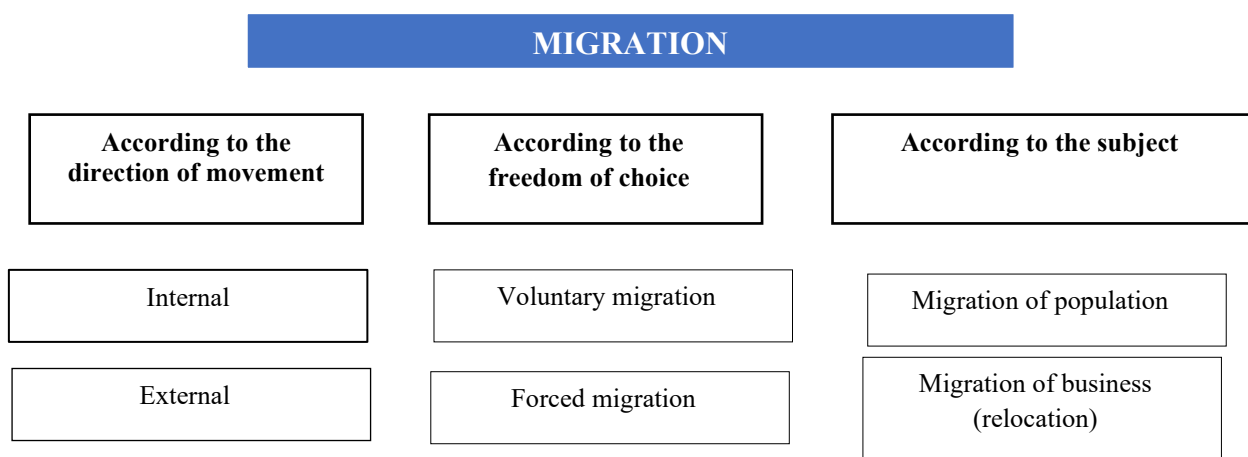 MIGRATION
According to the
direction of movement
According to the
freedom of choice
According to the subject
Internal
Voluntary migration
Migration of population
External
Forced migration
Migration of business
(relocation)